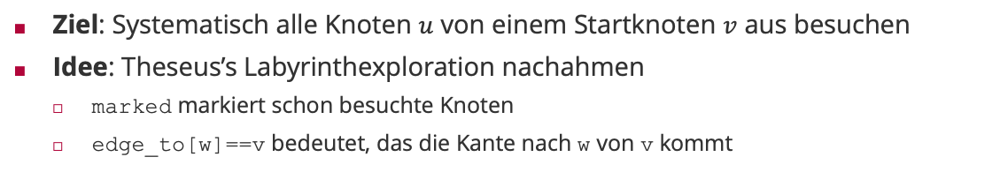 Ziel: Systematisch alle Knoten u von einem Startknoten v aus besuchen
Idee: Theseus’s Labyrinthexploration nachahmen
marked markiert schon besuchte Knoten
edge_to[w]==v bedeutet, das die Kante nach w von v kommt